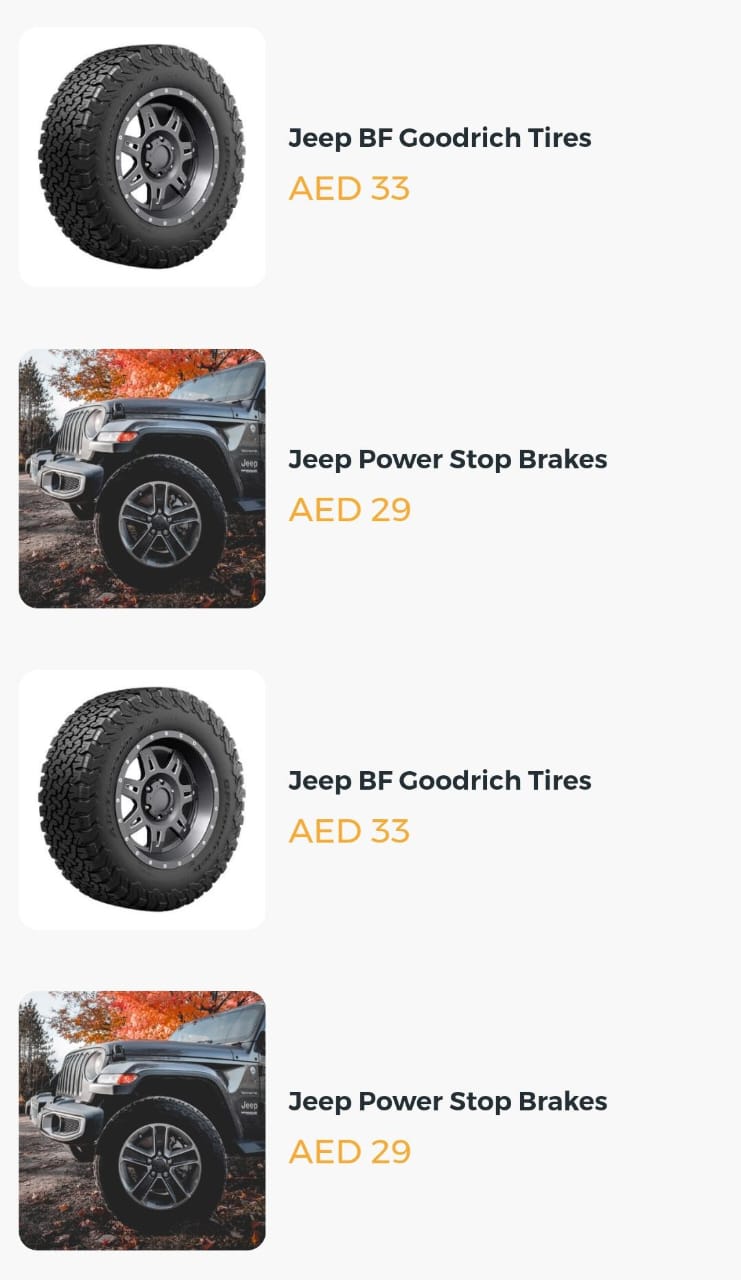 Jeep BF Goodrich Tires
AED 33
Jeep Power Stop Brakes
AED 29
Jeep
Jeep BF Goodrich Tires
AED 33
Jeep Power Stop Brakes
AED 29
Jeep